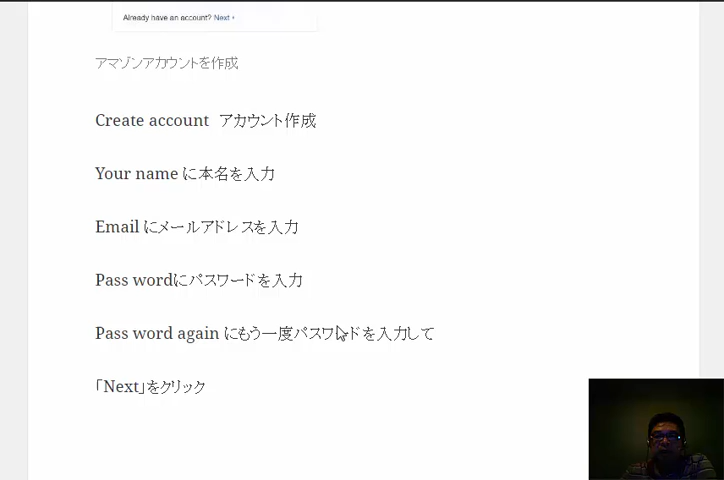 Already have an account? Next
アマゾンアカウントを作成
Create account アカウント作成
Your name に本名を入力
Email にメールアドレスを入力
Pass wordにパスワードを入力
Pass word again にもう一度パスワードを入力して
「Next」をクリック